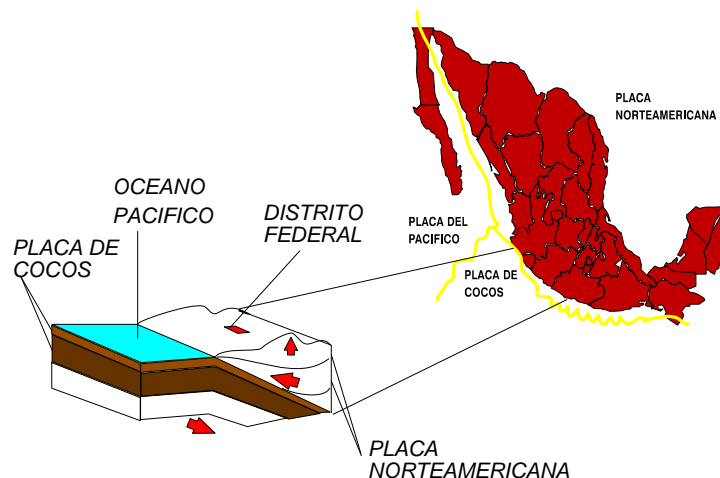 PLACA
NORTEAMERICANA
OCEANO
PACIFICO
DISTRITO
FEDERAL
PLACA DEL
PACIFICO
PLACA DE
COCOS
PLACA DE
COCOS
PLACA
NORTEAMERICANA